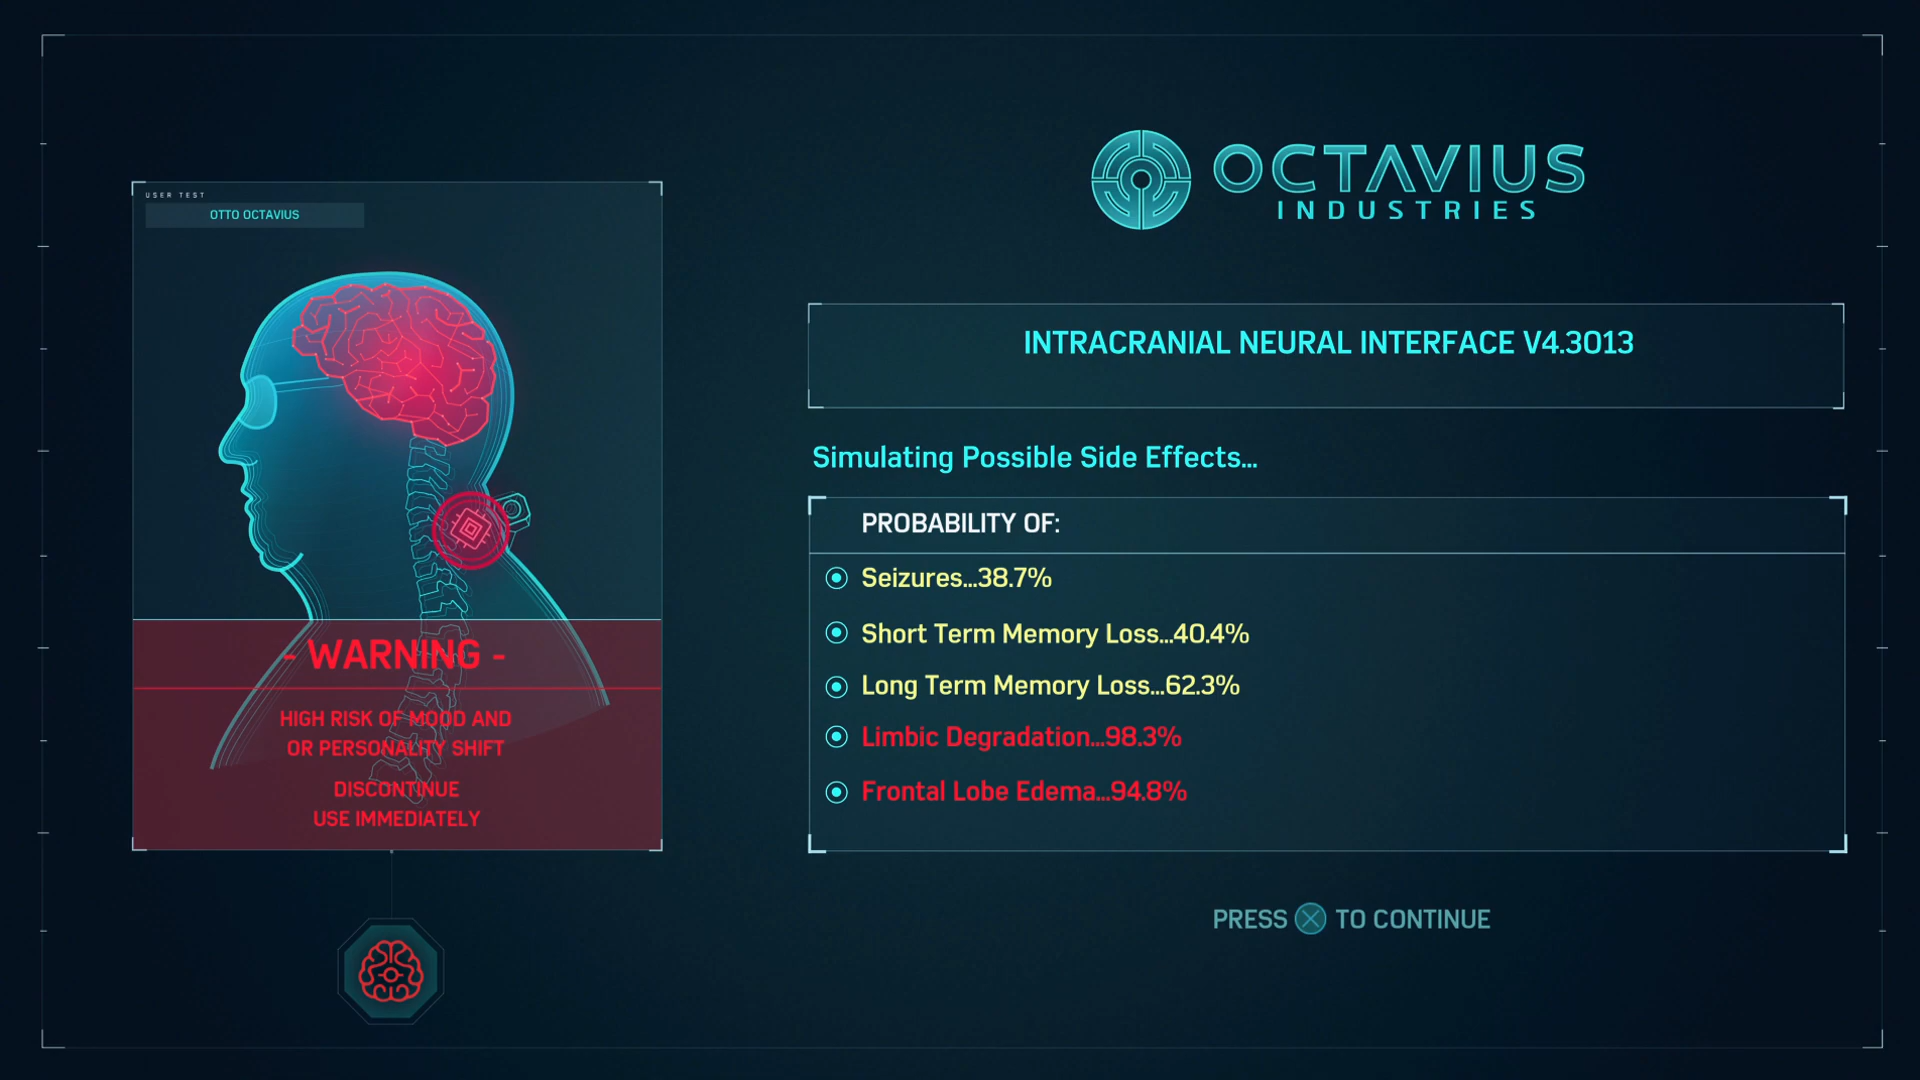 USER TEST
OTTO OCTAVIUS
- WARNING -
HIGH RISK OF MOOD AND
OR PERSONALITY SHIFT
DISCONTINUE
USE IMMEDIATELY
OCTAVIUS
INDUSTRIES
INTRACRANIAL NEURAL INTERFACE V4.3013
Simulating Possible Side Effects...
PROBABILITY OF:
Seizures...38.7%
Short Term Memory Loss...40.4%
Long Term Memory Loss...62.3%
Limbic Degradation...98.3%
Frontal Lobe Edema...94.8%
PRESS TO CONTINUE